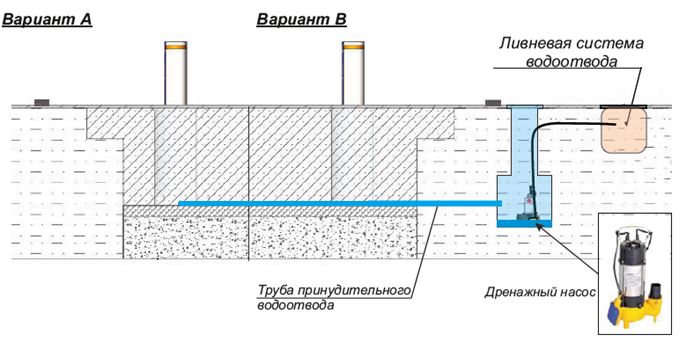 Вариант А
Вариант В
Ливневая система
водоотвода
Труба принудительного
водоотвода
Дренажный насос